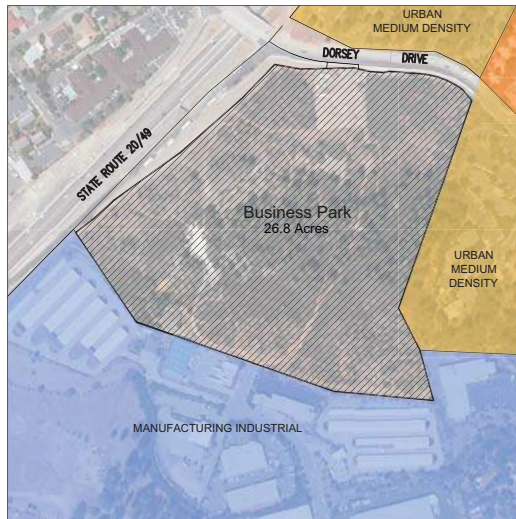 URBAN
MEDIUM DENSITY
DORSEY DRIVE
STATE ROUTE 20/49
Business Park
26.8 Acres
URBAN
MEDIUM
DENSITY
MANUFACTURING INDUSTRIAL